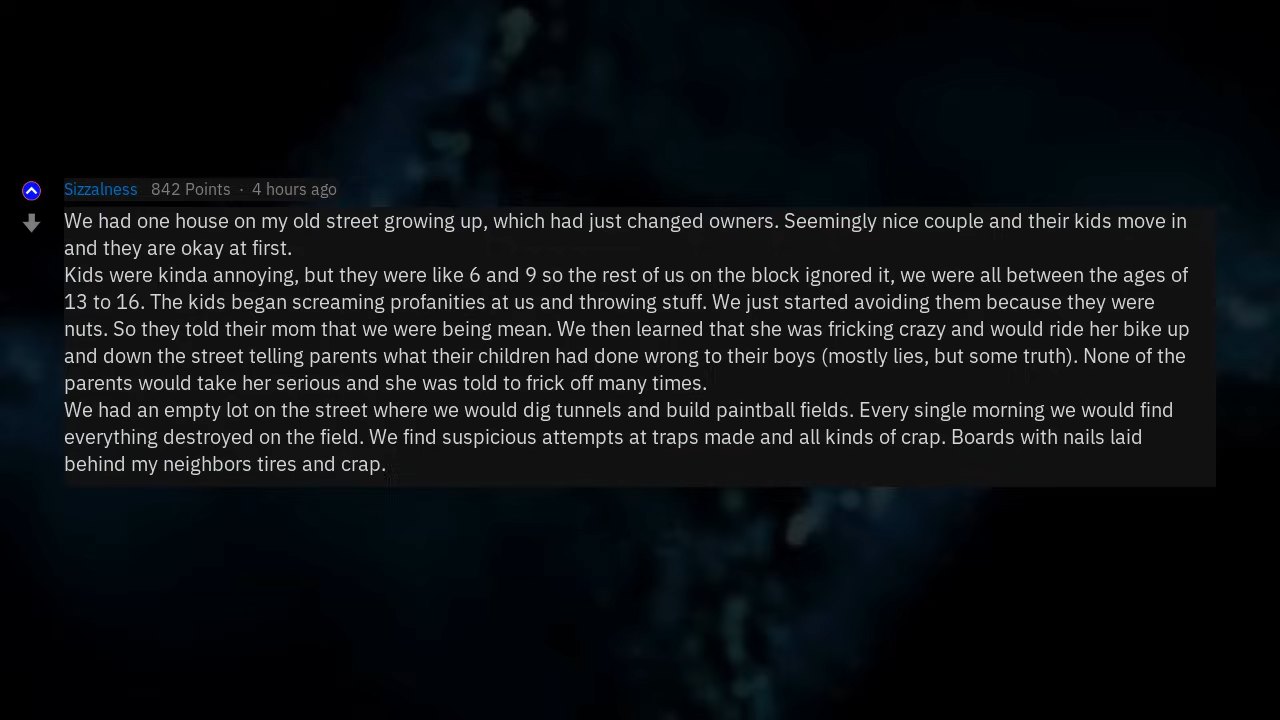 Sizzalness 842 Points · 4 hours ago
We had one house on my old street growing up, which had just changed owners. Seemingly nice couple and their kids move in
and they are okay at first.
Kids were kinda annoying, but they were like 6 and 9 so the rest of us on the block ignored it, we were all between the ages of
13 to 16. The kids began screaming profanities at us and throwing stuff. We just started avoiding them because they were
nuts. So they told their mom that we were being mean. We then learned that she was fricking crazy and would ride her bike up
and down the street telling parents what their children had done wrong to their boys (mostly lies, but some truth). None of the
parents would take her serious and she was told to frick off many times.
We had an empty lot on the street where we would dig tunnels and build paintball fields. Every single morning we would find
everything destroyed on the field. We find suspicious attempts at traps made and all kinds of crap. Boards with nails laid
behind my neighbors tires and crap.